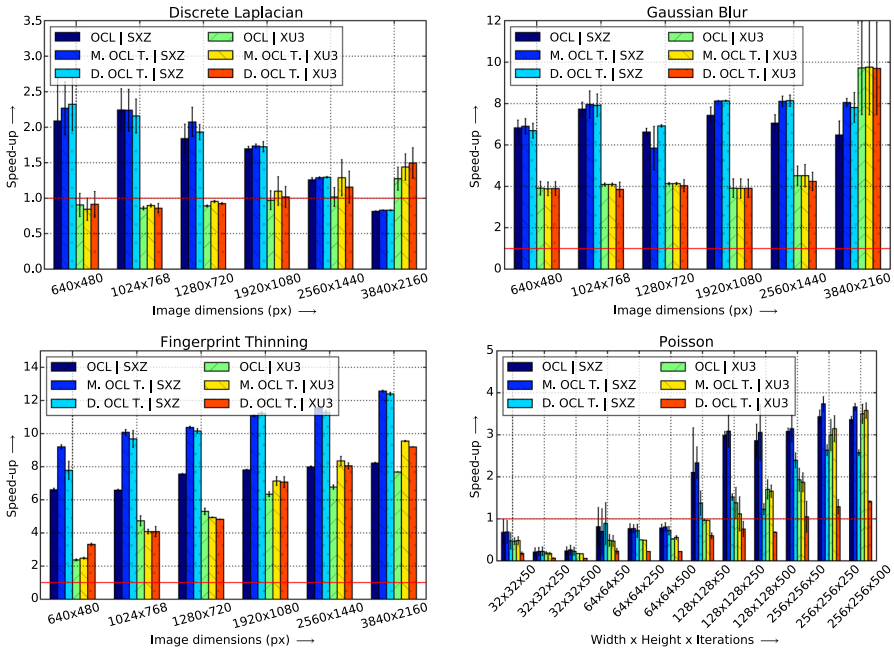 Discrete Laplacian
3.5
3.0
2.5
2.0
1.5
1.0
0.5
0.0
Speed-up →
OCL | SXZ
M. OCL T. | SXZ
D. OCL T. | SXZ
OCL | XU3
M. OCL T. | XU3
D. OCL T. | XU3
640x480
1024x768
1280x720
1920x1080
2560x1440
3840x2160
Image dimensions (px) →
Gaussian Blur
12
10
8
6
4
2
0
Speed-up →
OCL | SXZ
M. OCL T. | SXZ
D. OCL T. | SXZ
OCL | XU3
M. OCL T. | XU3
D. OCL T. | XU3
640x480
1024x768
1280x720
1920x1080
2560x1440
3840x2160
Image dimensions (px) →
Fingerprint Thinning
14
12
10
8
6
4
2
0
Speed-up →
OCL | SXZ
M. OCL T. | SXZ
D. OCL T. | SXZ
OCL | XU3
M. OCL T. | XU3
D. OCL T. | XU3
640x480
1024x768
1280x720
1920x1080
2560x1440
3840x2160
Image dimensions (px) →
Poisson
5
4
3
2
1
0
Speed-up →
OCL | SXZ
M. OCL T. | SXZ
D. OCL T. | SXZ
OCL | XU3
M. OCL T. | XU3
D. OCL T. | XU3
32x32x50
32x32x250
32x32x500
64x64x50
64x64x250
64x64x500
128x128x50
128x128x250
128x128x500
256x256x50
256x256x250
256x256x500
Width x Height x Iterations →